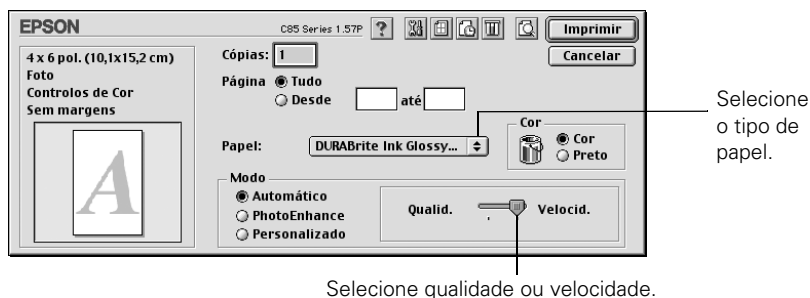 EPSON C85 Series 1.57P ? Imprimir
4 x 6 pol. (10,1x15,2 cm)
Foto
Controlos de Cor
Sem margens
A
Cópias: 1
Cancelar
Página Tudo
Desde até
Papel: DURABrite Ink Glossy...
Cor
Cor
Preto
Modo
Automático
PhotoEnhance
Personalizado
Qualid. Velocid.
Selecione
o tipo de
papel.
Selecione qualidade ou velocidade.